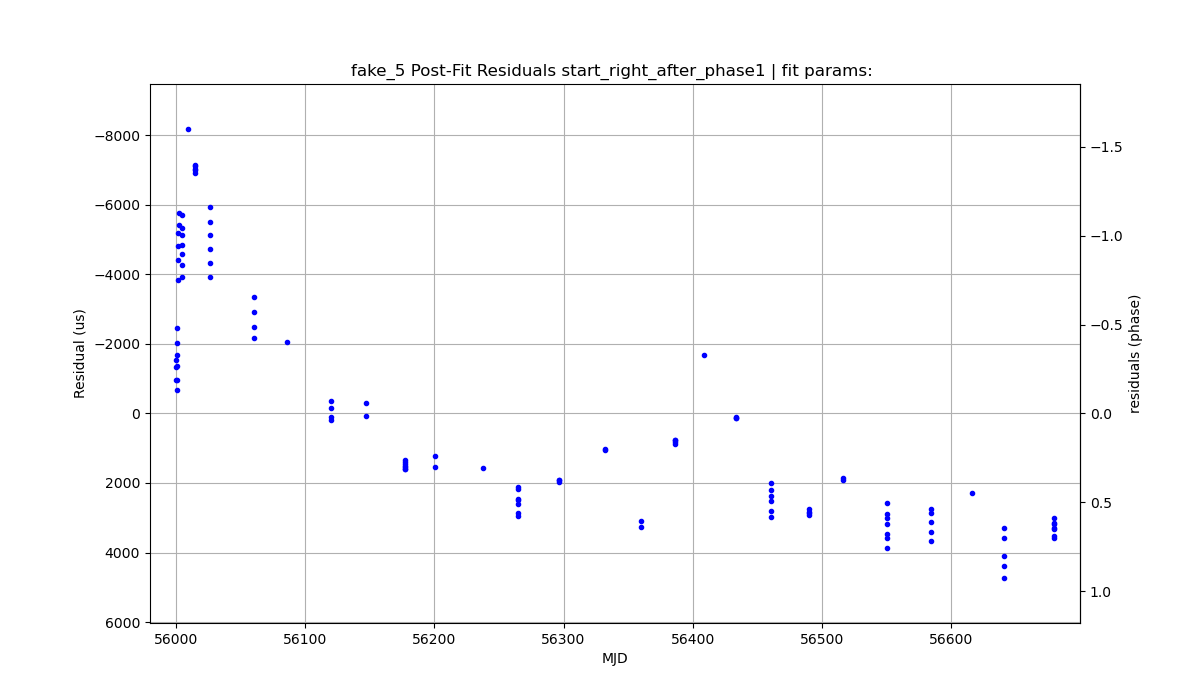 fake_5 Post-Fit Residuals start_right_after_phase1 | fit params:
−8000
−6000
−4000
−2000
0
2000
4000
6000
Residual (us)
−1.5
−1.0
−0.5
0.0
0.5
1.0
residuals (phase)
56000 56100 56200 56300 56400 56500 56600
MJD